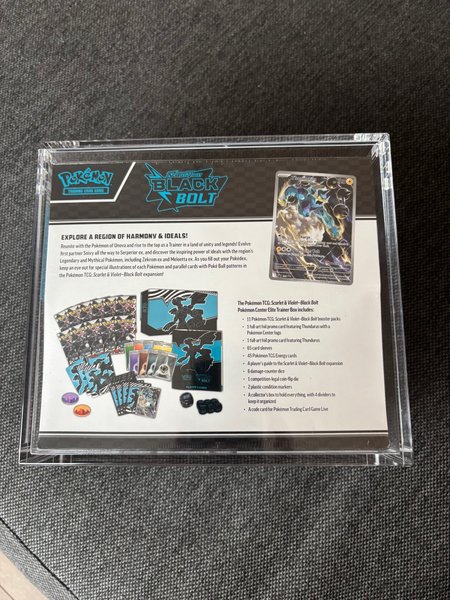 POKÉMON
TRADING CARD GAME
BLACK
BOLT
EXPLORE A REGION OF HARMONY & IDEALS!
Reunite with the Pokémon of Unova and rise to the top as a Trainer in a land of unity and legends! Evolve
first partner Snivy all the way to Serperior ex, and discover the inspiring power of ideals with the region's
Legendary and Mythical Pokémon, including Zekrom ex and Meloetta ex. As you fill out your Pokédex,
keep an eye out for special illustrations of each Pokémon and parallel cards with Poké Ball patterns in
the Pokémon TCG: Scarlet & Violet–Black Bolt expansion!
The Pokémon TCG: Scarlet & Violet–Black Bolt
Pokémon Center Elite Trainer Box includes:
• 11 Pokémon TCG: Scarlet & Violet–Black Bolt booster packs
• 1 full-art foil promo card featuring Thundurus with a
Pokémon Center logo
• 1 full-art foil promo card featuring Thundurus
• 65 card sleeves
• 45 Pokémon TCG Energy cards
• A player's guide to the Scarlet & Violet–Black Bolt expansion
• 6 damage-counter dice
• 1 competition-legal coin-flip die
• 2 plastic condition markers
• A collector's box to hold everything, with 4 dividers to
keep it organized
• A code card for Pokémon Trading Card Game Live